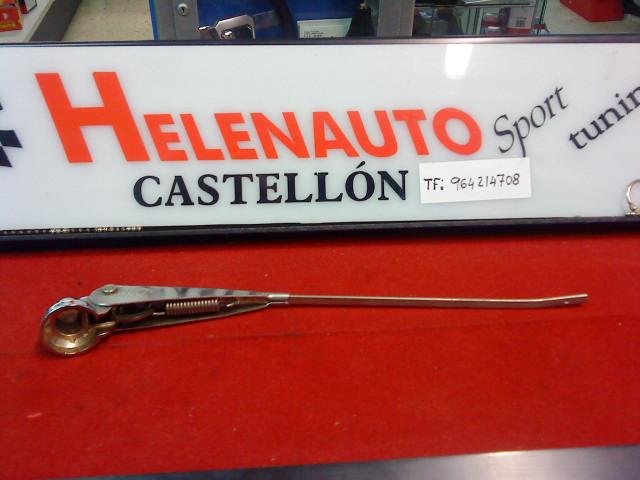 HELENAUTO Sport tunin
CASTELLÓN
TF: 964214708